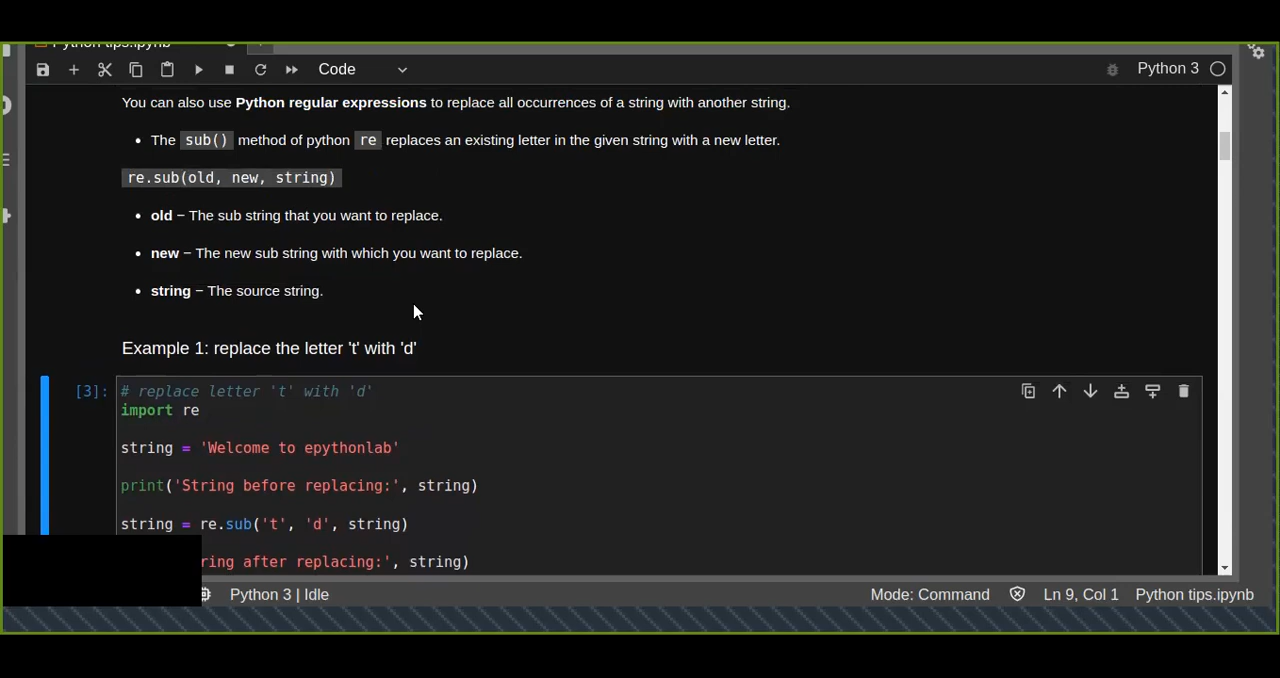 Python tips.ipynb
Code
Python 3
You can also use Python regular expressions to replace all occurrences of a string with another string.
• The sub() method of python re replaces an existing letter in the given string with a new letter.
re.sub(old, new, string)
• old – The sub string that you want to replace.
• new – The new sub string with which you want to replace.
• string – The source string.
Example 1: replace the letter 't' with 'd'
[3]: # replace letter 't' with 'd'
import re
string = 'Welcome to epythonlab'
print('String before replacing:', string)
string = re.sub('t', 'd', string)
ring after replacing:', string)
Python 3 | Idle
Mode: Command
Ln 9, Col 1
Python tips.ipynb